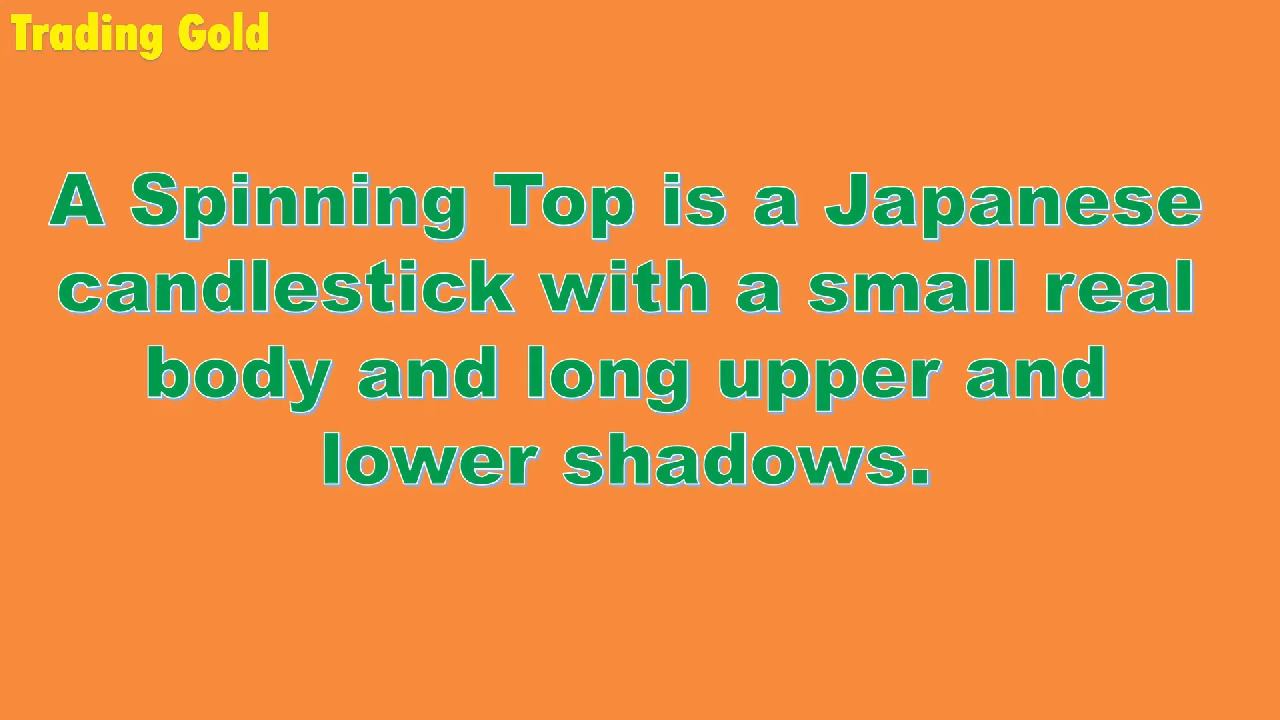 Trading Gold
A Spinning Top is a Japanese
candlestick with a small real
body and long upper and
lower shadows.